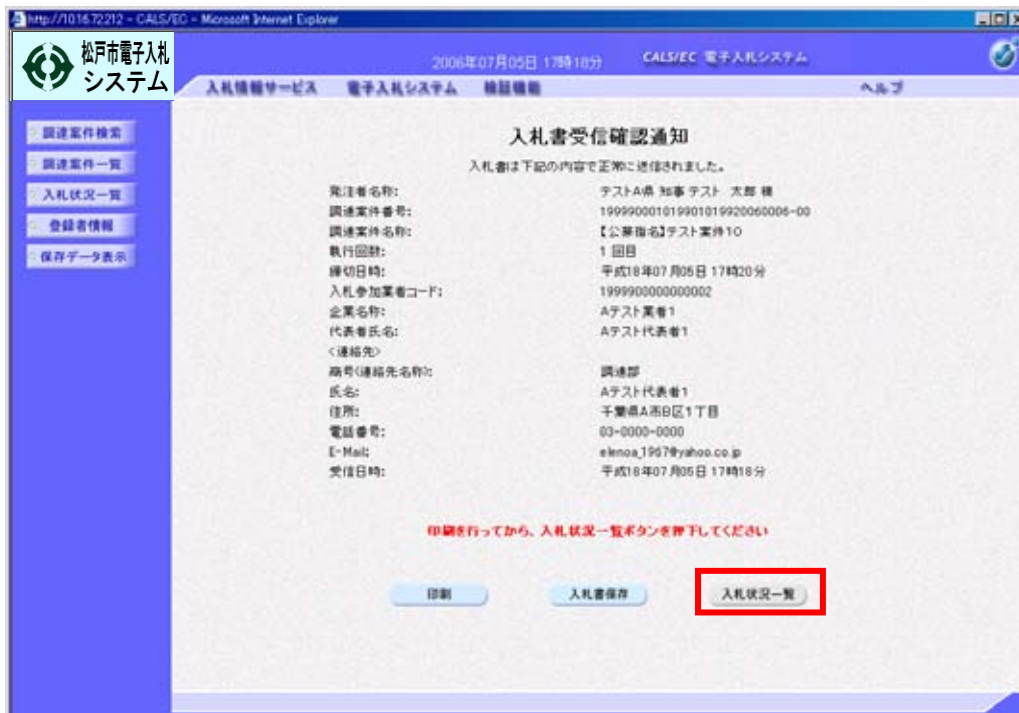 http://10.16.72.212 - CALS/EC - Microsoft Internet Explorer
松戸市電子入札
システム
2006年07月05日 17時18分
CALS/EC 電子入札システム
入札情報サービス
電子入札システム
検証機能
ヘルプ
調達案件検索
調達案件一覧
入札状況一覧
登録者情報
保存データ表示
入札書受信確認通知
入札書は下記の内容で正常に送信されました。
発注者名称: テストA県 知事 テスト 太郎 様
調達案件番号: 199990001019901019920060006-00
調達案件名称: 【公募指名】テスト案件10
執行回数: 1 回目
締切日時: 平成18年07月05日 17時20分
入札参加業者コード: 1999900000000002
企業名称: Aテスト業者1
代表者氏名: Aテスト代表者1
<連絡先>
商号(連絡先名称): 調達部
氏名: Aテスト代表者1
住所: 千葉県A市B区1丁目
電話番号: 03-0000-0000
E-Mail: elenoa_1967@yahoo.co.jp
受信日時: 平成18年07月05日 17時18分
印刷を行ってから、入札状況一覧ボタンを押下してください
印刷
入札書保存
入札状況一覧